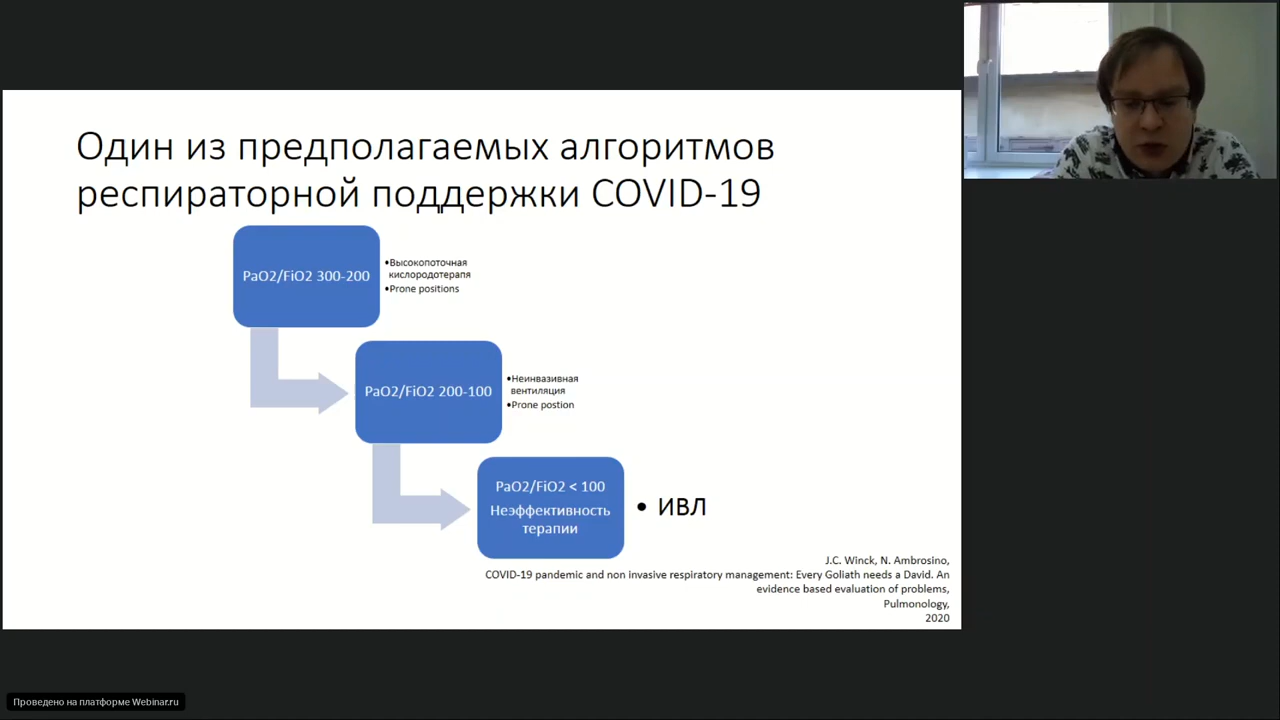 Один из предполагаемых алгоритмов
респираторной поддержки COVID-19
PaO2/FiO2 300-200
•Высокопоточная
кислородотерапя
•Prone positions
PaO2/FiO2 200-100
•Неинвазивная
вентиляция
•Prone postion
PaO2/FiO2 < 100
Неэффективность
терапии
• ИВЛ
J.C. Winck, N. Ambrosino,
COVID-19 pandemic and non invasive respiratory management: Every Goliath needs a David. An
evidence based evaluation of problems,
Pulmonology,
2020
Проведено на платформе Webinar.ru